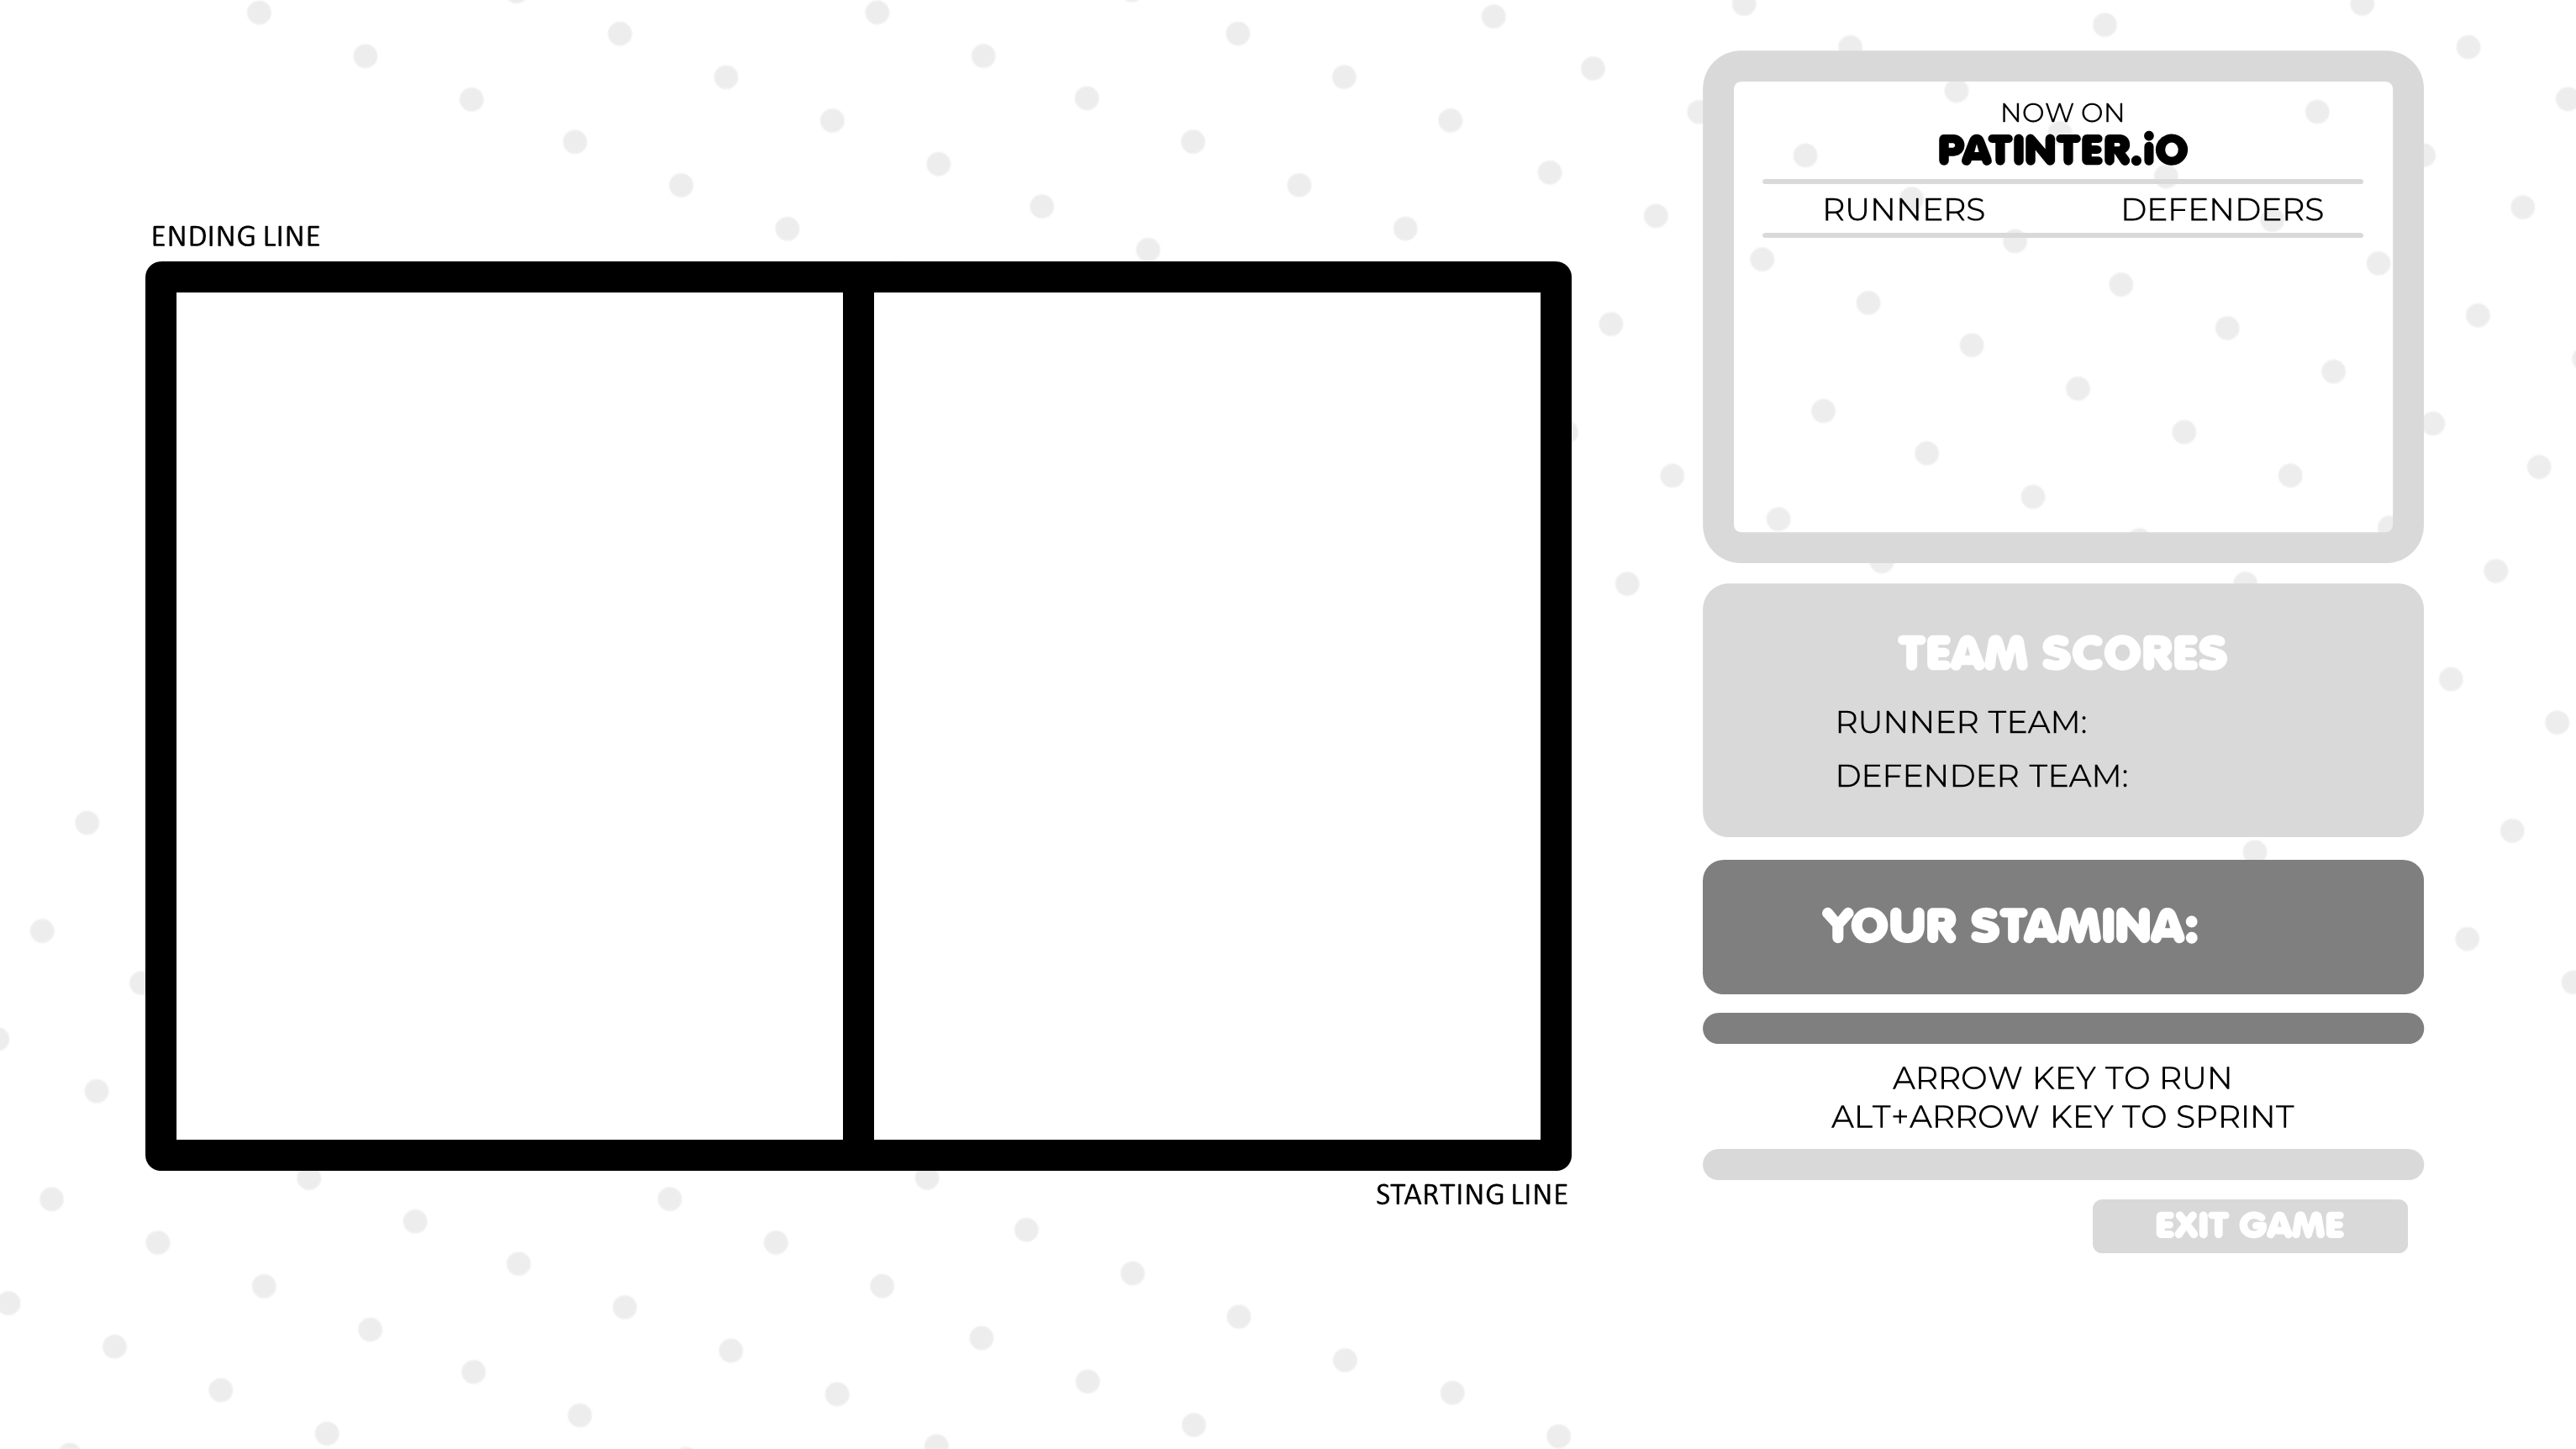 ENDING LINE
STARTING LINE
NOW ON
PATINTER.iO
RUNNERS DEFENDERS
TEAM SCORES
RUNNER TEAM:
DEFENDER TEAM:
YOUR STAMINA:
ARROW KEY TO RUN
ALT+ARROW KEY TO SPRINT
EXIT GAME